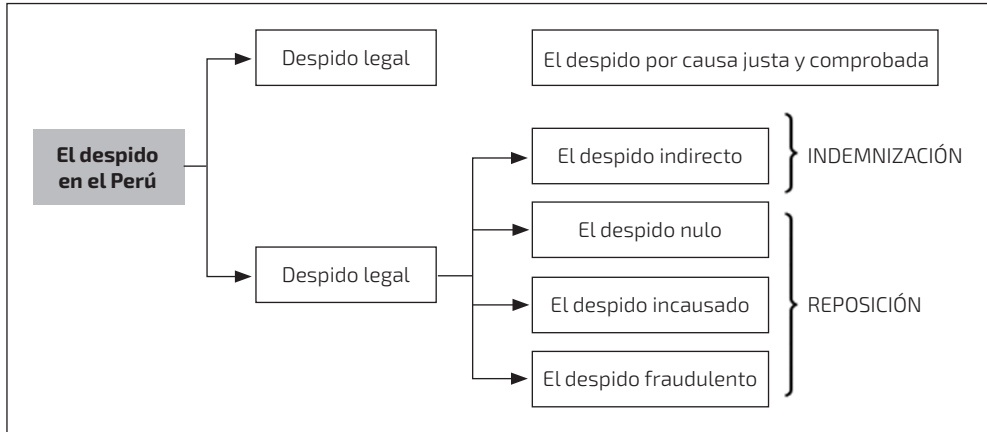 Despido legal
El despido por causa justa y comprobada
El despido
en el Perú
El despido indirecto
INDEMNIZACIÓN
El despido nulo
Despido legal
El despido incausado
REPOSICIÓN
El despido fraudulento